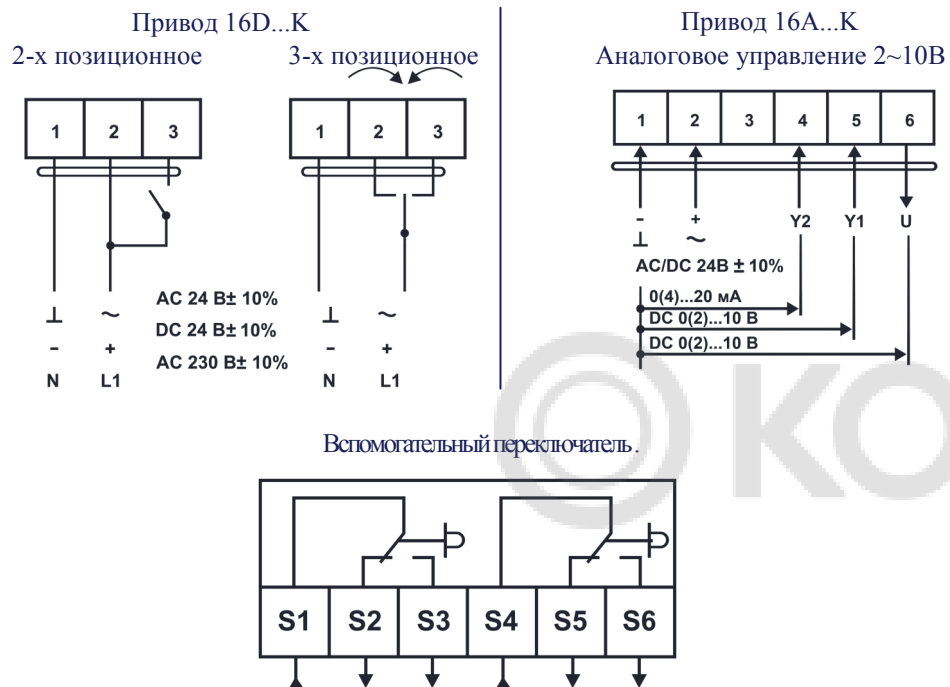 Привод 16D...K
2-х позиционное 3-х позиционное
1 2 3
1 2 3
⊥ ~
- +
N L1
AC 24 В± 10%
DC 24 В± 10%
AC 230 В± 10%
⊥ ~
- +
N L1
Привод 16A...K
Аналогового управление 2~10В
1 2 3 4 5 6
- + Y2 Y1 U
⊥ ~
AC/DC 24В ± 10%
0(4)...20 мА
DC 0(2)...10 В
DC 0(2)...10 В
Вспомогательный переключатель.
S1 S2 S3 S4 S5 S6